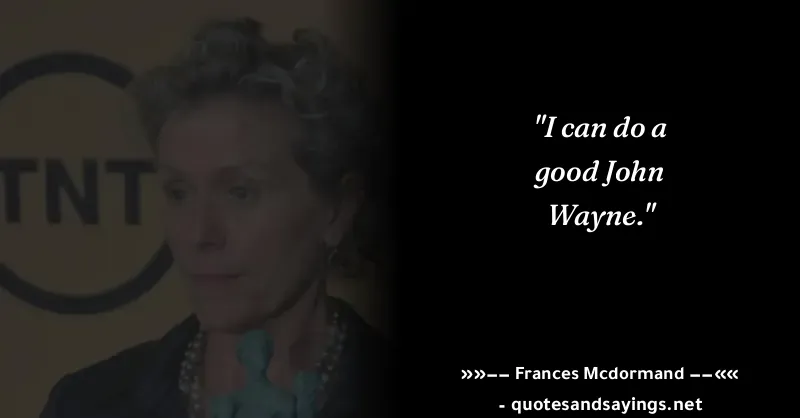 TNT
"I can do a
good John
Wayne."
»»−− Frances Mcdormand −−««
- quotesandsayings.net